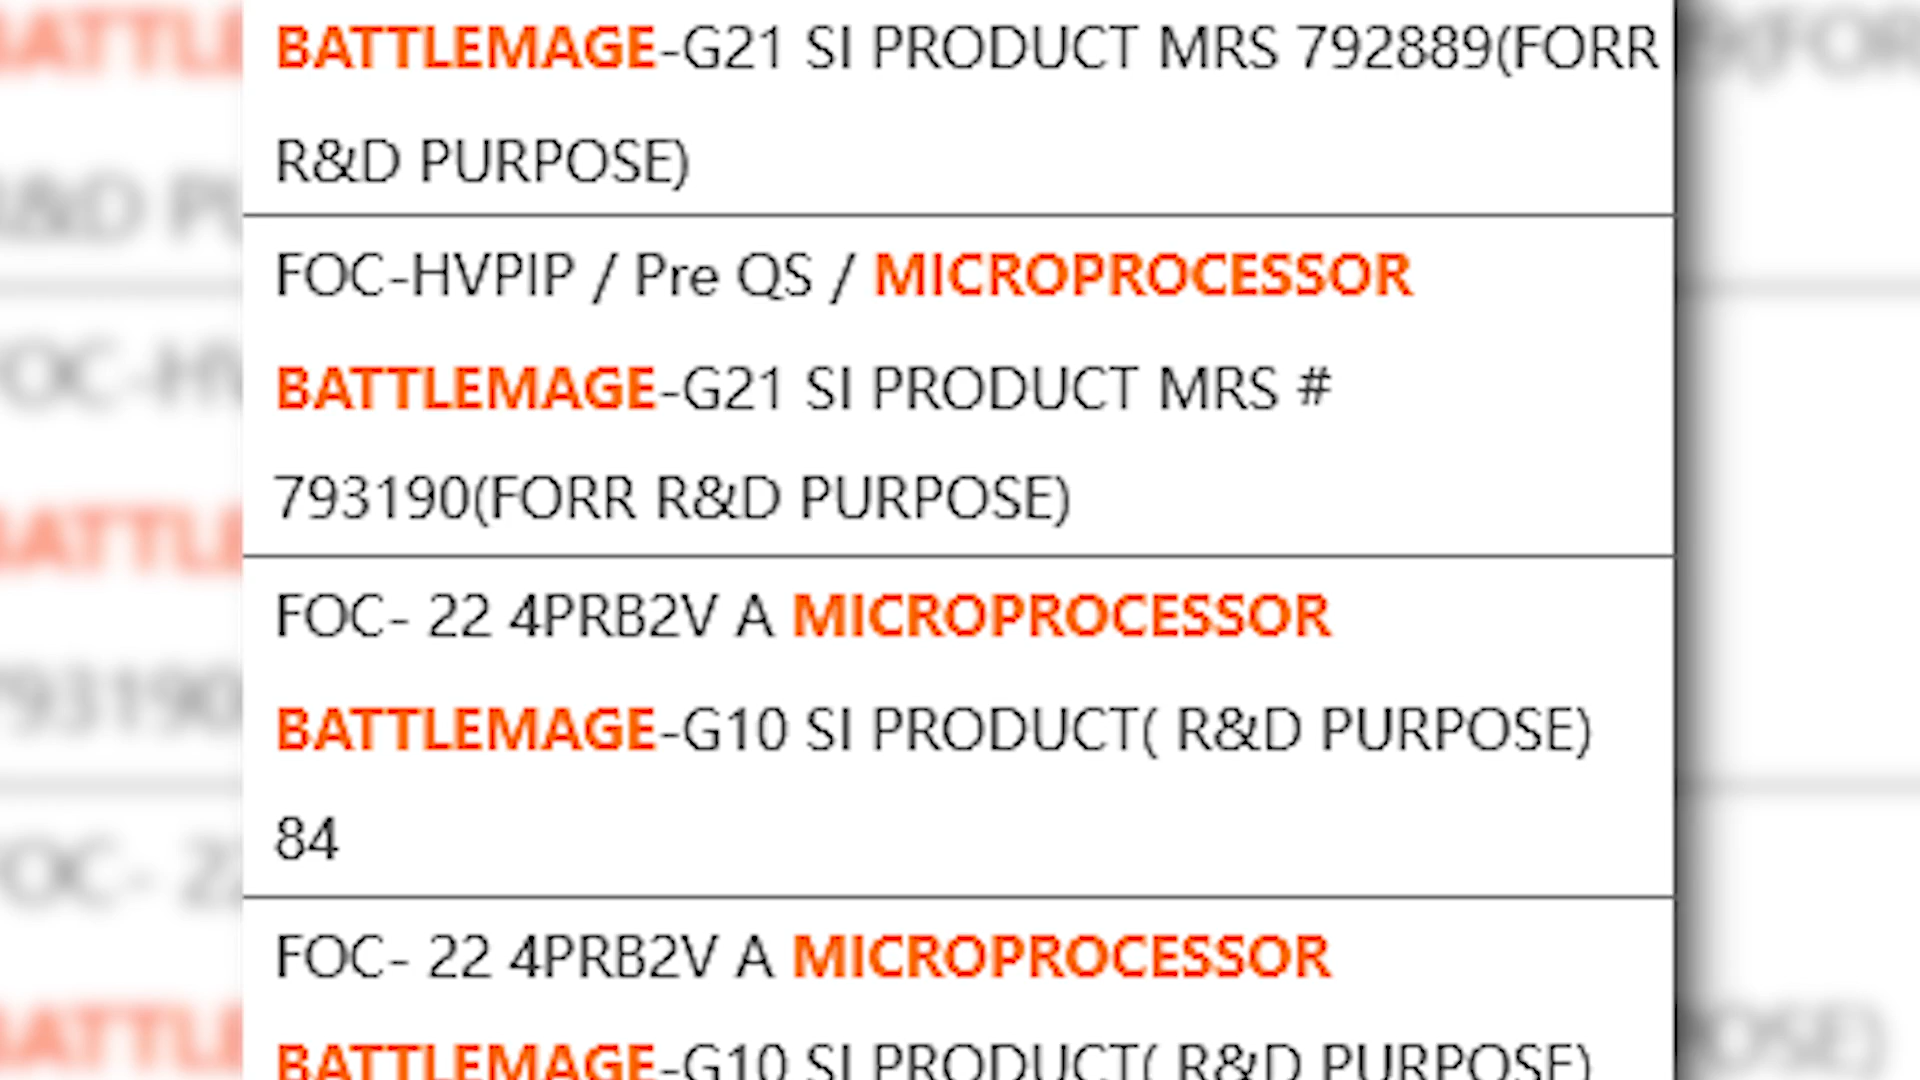 BATTLEMAGE-G21 SI PRODUCT MRS 792889(FORR
R&D PURPOSE)
FOC-HVPIP / Pre QS / MICROPROCESSOR
BATTLEMAGE-G21 SI PRODUCT MRS #
793190(FORR R&D PURPOSE)
FOC- 22 4PRB2V A MICROPROCESSOR
BATTLEMAGE-G10 SI PRODUCT( R&D PURPOSE)
84
FOC- 22 4PRB2V A MICROPROCESSOR
BATTLEMAGE-G10 SI PRODUCT( R&D PURPOSE)